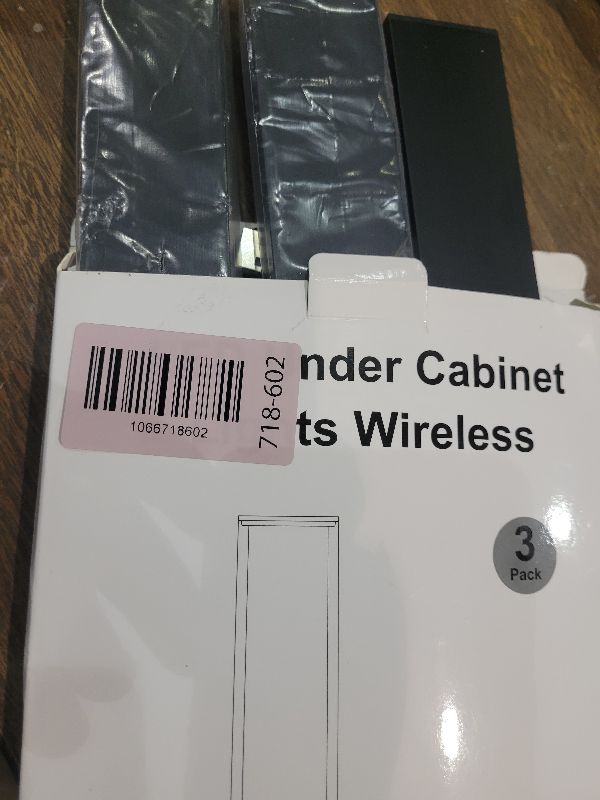 nder Cabinet
ts Wireless
1066718602
718-602
3
Pack